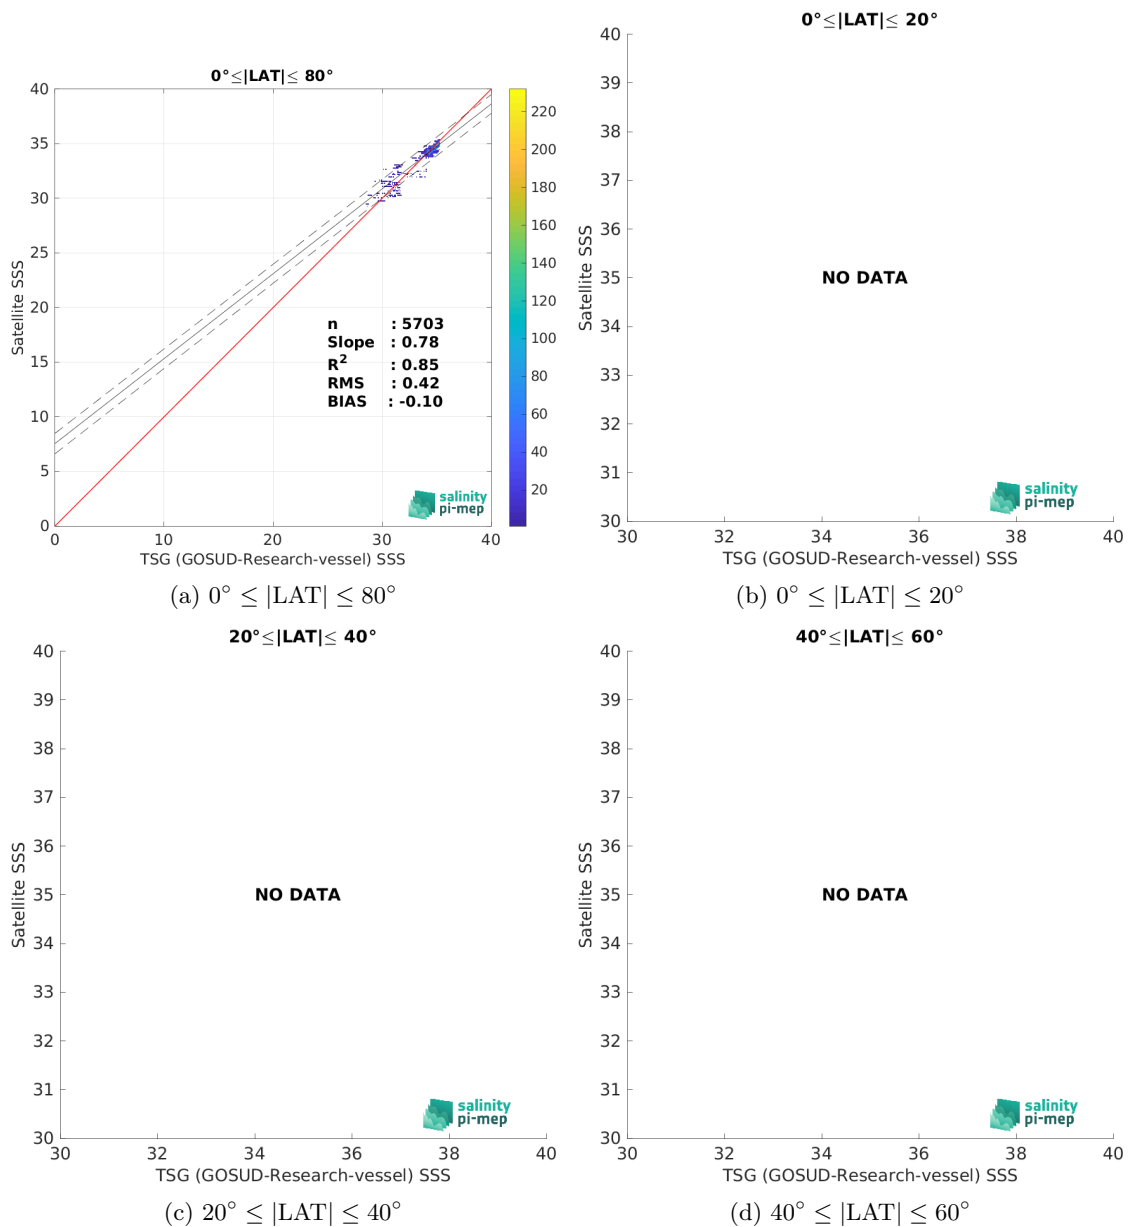 0°≤|LAT|≤ 80°
40
35
30
25
20
15
10
5
0
Satellite SSS
0
10
20
30
40
TSG (GOSUD-Research-vessel) SSS
n : 5703
Slope : 0.78
R2 : 0.85
RMS : 0.42
BIAS : -0.10
220
200
180
160
140
120
100
80
60
40
20
salinity
pi-mep
(a) 0° ≤ |LAT| ≤ 80°
0°≤|LAT|≤ 20°
40
39
38
37
36
35
34
33
32
31
30
Satellite SSS
NO DATA
salinity
pi-mep
30
32
34
36
38
40
TSG (GOSUD-Research-vessel) SSS
(b) 0° ≤ |LAT| ≤ 20°
20°≤|LAT|≤ 40°
40
39
38
37
36
35
34
33
32
31
30
Satellite SSS
NO DATA
salinity
pi-mep
30
32
34
36
38
40
TSG (GOSUD-Research-vessel) SSS
(c) 20° ≤ |LAT| ≤ 40°
40°≤|LAT|≤ 60°
40
39
38
37
36
35
34
33
32
31
30
Satellite SSS
NO DATA
salinity
pi-mep
30
32
34
36
38
40
TSG (GOSUD-Research-vessel) SSS
(d) 40° ≤ |LAT| ≤ 60°